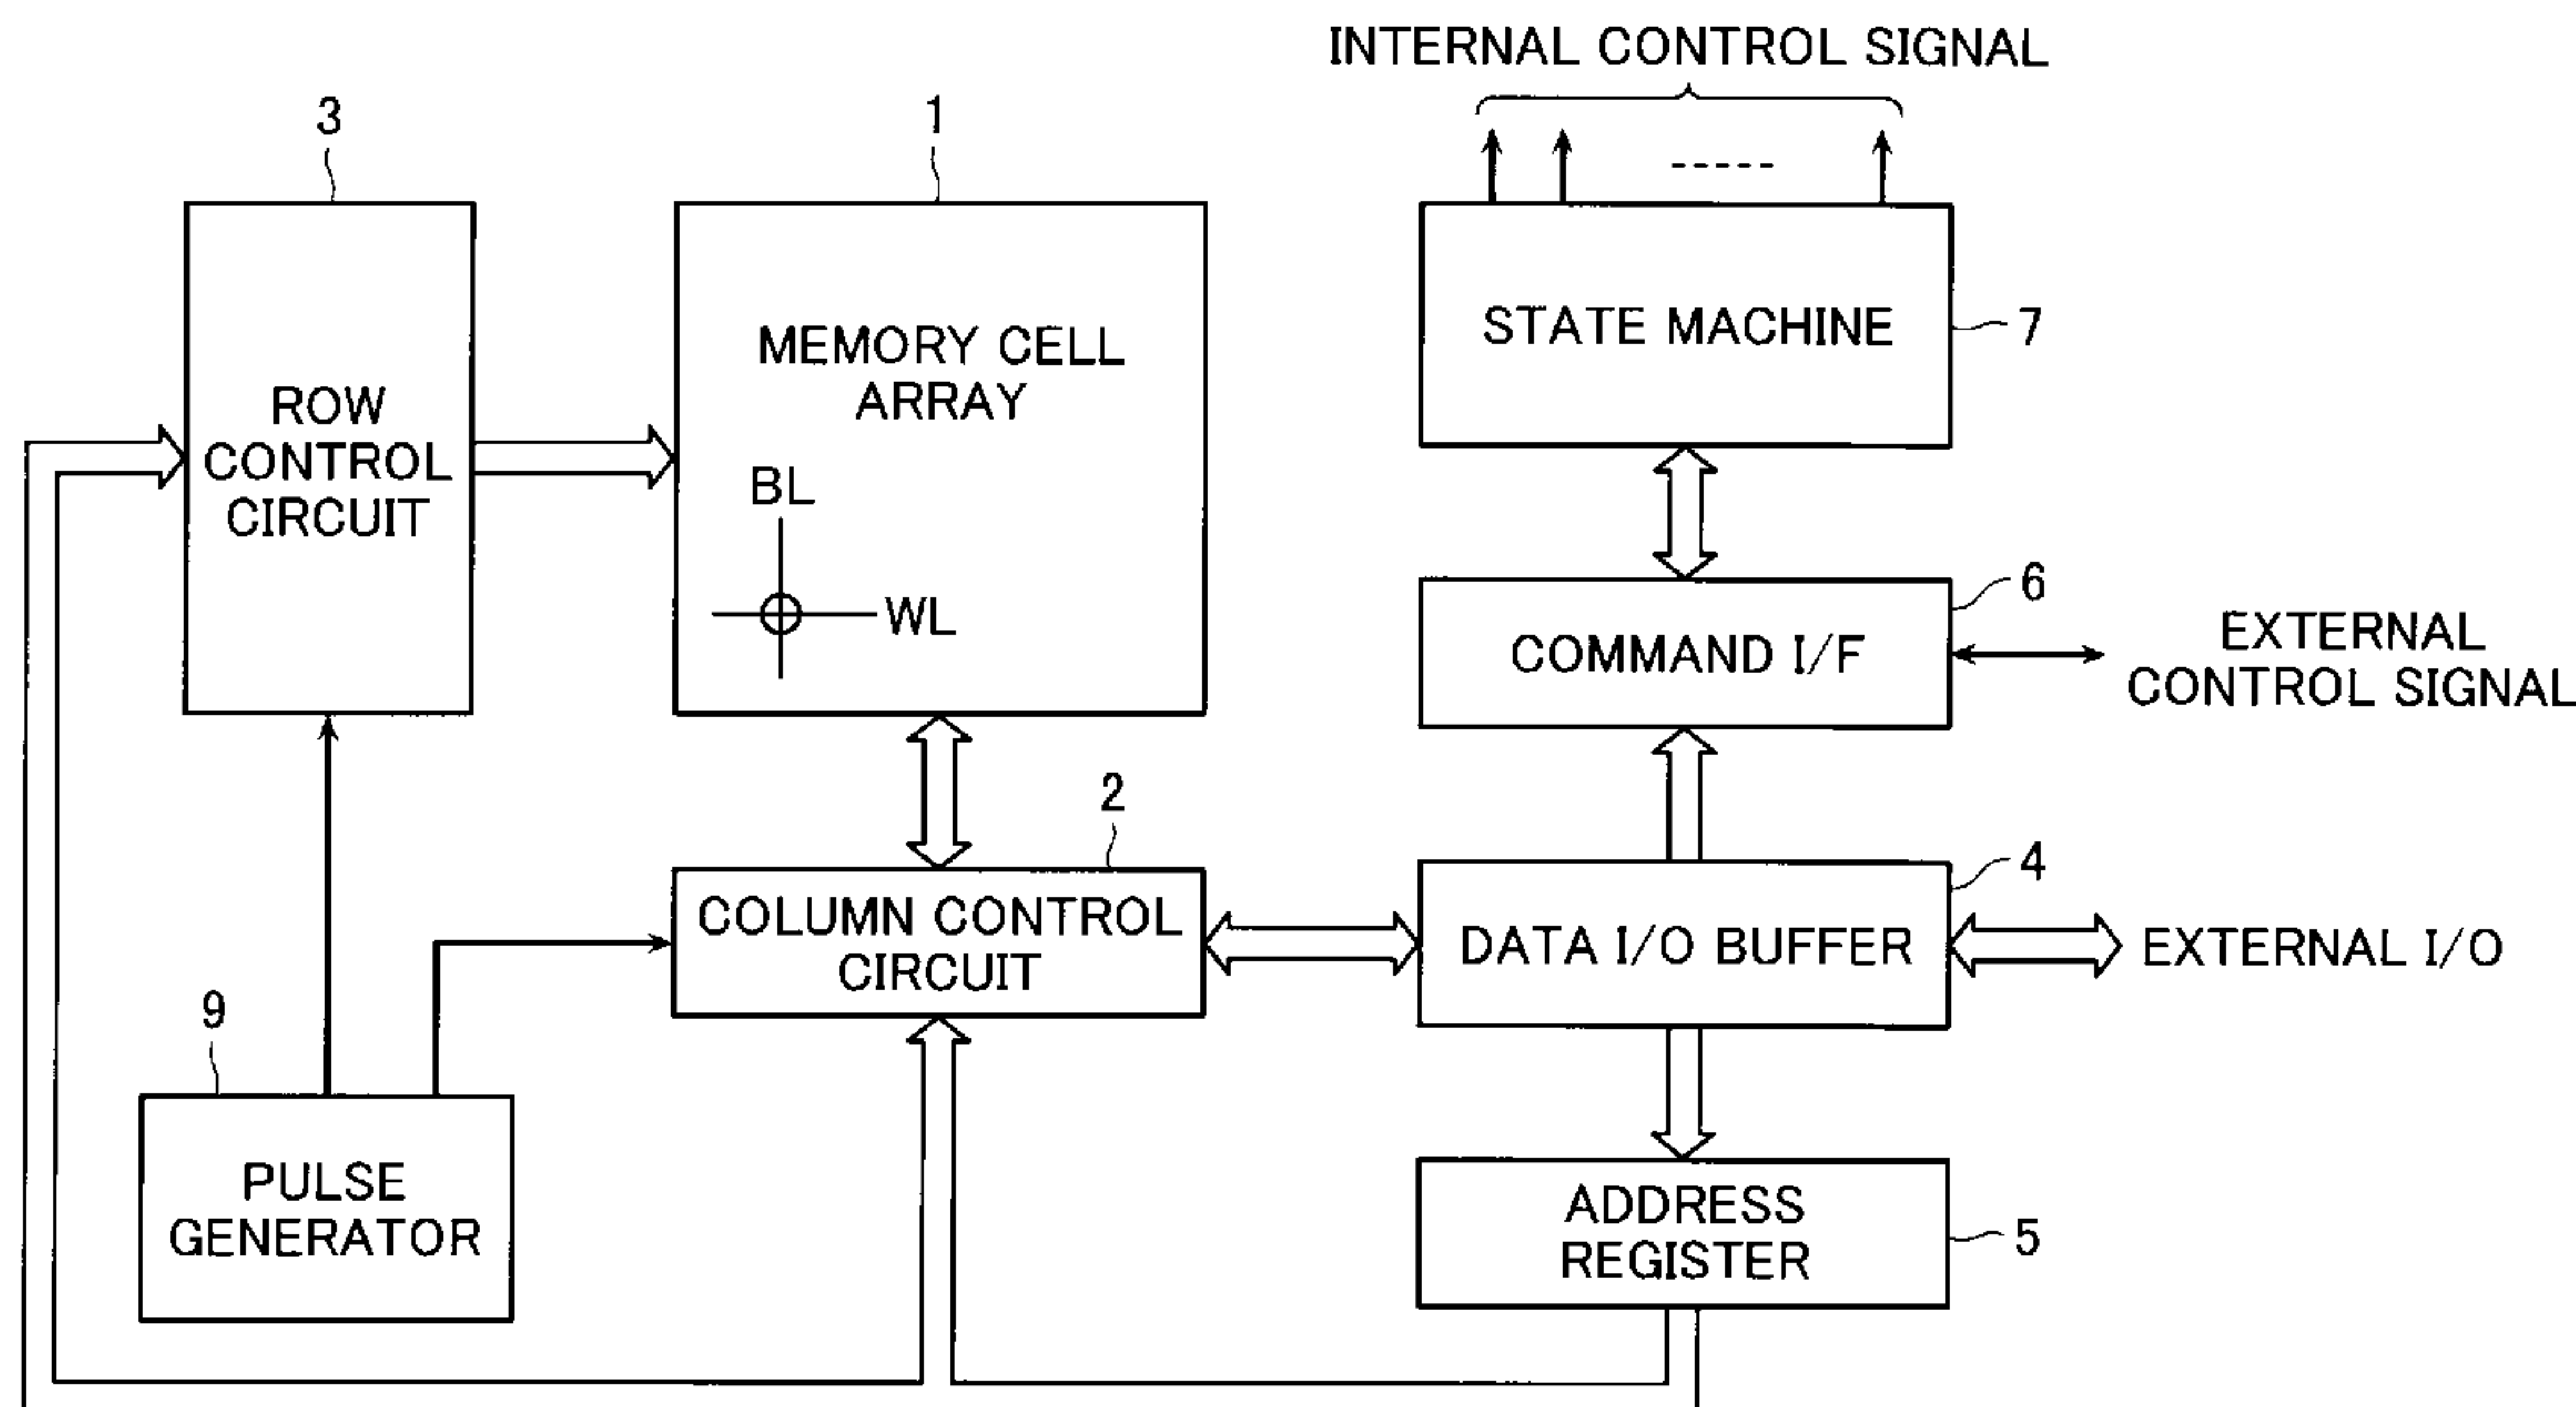 INTERNAL CONTROL SIGNAL
3
1
ROW
CONTROL
CIRCUIT
MEMORY CELL
ARRAY
BL
WL
STATE MACHINE
7
6
COMMAND I/F
EXTERNAL
CONTROL SIGNAL
2
COLUMN CONTROL
CIRCUIT
4
DATA I/O BUFFER
EXTERNAL I/O
9
PULSE
GENERATOR
ADDRESS
REGISTER
5